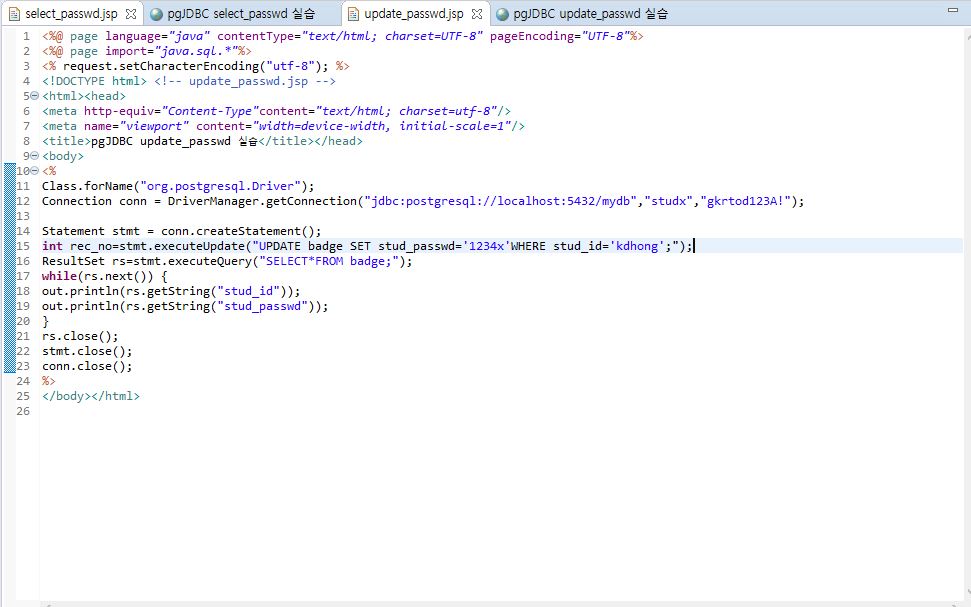 select_passwd.jsp pgJDBC select_passwd 실습 update_passwd.jsp pgJDBC update_passwd 실습
1 <%@ page language="java" contentType="text/html; charset=UTF-8" pageEncoding="UTF-8"%>
2 <%@ page import="java.sql.*"%>
3 <% request.setCharacterEncoding("utf-8"); %>
4 <!DOCTYPE html> <!-- update_passwd.jsp -->
5 <html><head>
6 <meta http-equiv="Content-Type"content="text/html; charset=utf-8"/>
7 <meta name="viewport" content="width=device-width, initial-scale=1"/>
8 <title>pgJDBC update_passwd 실습</title></head>
9 <body>
10 <%
11 Class.forName("org.postgresql.Driver");
12 Connection conn = DriverManager.getConnection("jdbc:postgresql://localhost:5432/mydb","studx","gkrtod123A!");
13
14 Statement stmt = conn.createStatement();
15 int rec_no=stmt.executeUpdate("UPDATE badge SET stud_passwd='1234x'WHERE stud_id='kdhong';");
16 ResultSet rs=stmt.executeQuery("SELECT*FROM badge;");
17 while(rs.next()) {
18 out.println(rs.getString("stud_id"));
19 out.println(rs.getString("stud_passwd"));
20 }
21 rs.close();
22 stmt.close();
23 conn.close();
24 %>
25 </body></html>
26